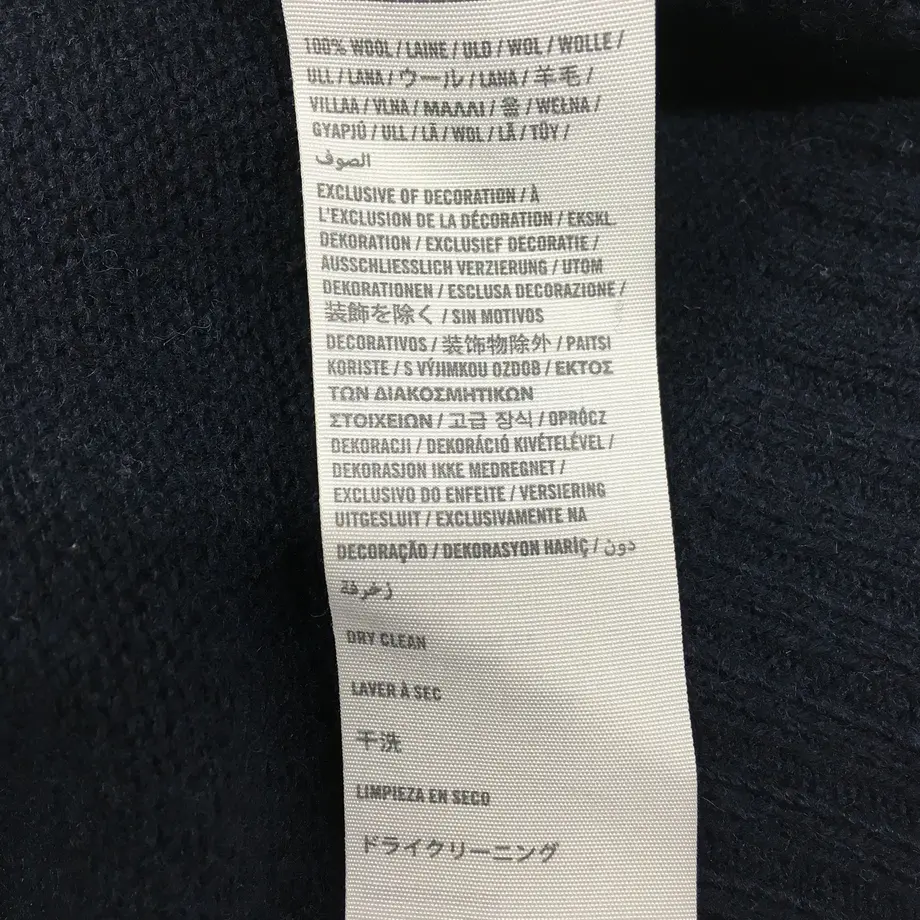 100% WOOL / LAINE / ULD / WOL / WOLLE /
ULL / LANA / ウール / LANA / 羊毛 /
VILLAA / VLNA / ΜΑΛΛΙ / 울 / WEŁNA /
GYAPJÚ / ULL / LÃ / WOL / LÃ / TÜY /
الصوف
EXCLUSIVE OF DECORATION / À
L'EXCLUSION DE LA DÉCORATION / EKSKL.
DEKORATION / EXCLUSIEF DECORATIE /
AUSSCHLIESSLICH VERZIERUNG / UTOM
DEKORATIONEN / ESCLUSA DECORAZIONE /
装飾を除く / SIN MOTIVOS
DECORATIVOS / 装饰物除外 / PAITSI
KORISTE / S VÝJIMKOU OZDOB / ΕΚΤΟΣ
ΤΩΝ ΔΙΑΚΟΣΜΗΤΙΚΩΝ
ΣΤΟΙΧΕΙΩΝ / 고급 장식 / OPRÓCZ
DEKORACJI / DEKORÁCIÓ KIVÉTELÉVEL /
DEKORASJON IKKE MEDREGNET /
EXCLUSIVO DO ENFEITE / VERSIERING
UITGESLUIT / EXCLUSIVAMENTE NA
DECORAÇÃO / DEKORASYON HARİÇ / دون
زخرفة
DRY CLEAN
LAVER À SEC
干洗
LIMPIEZA EN SECO
ドライクリーニング